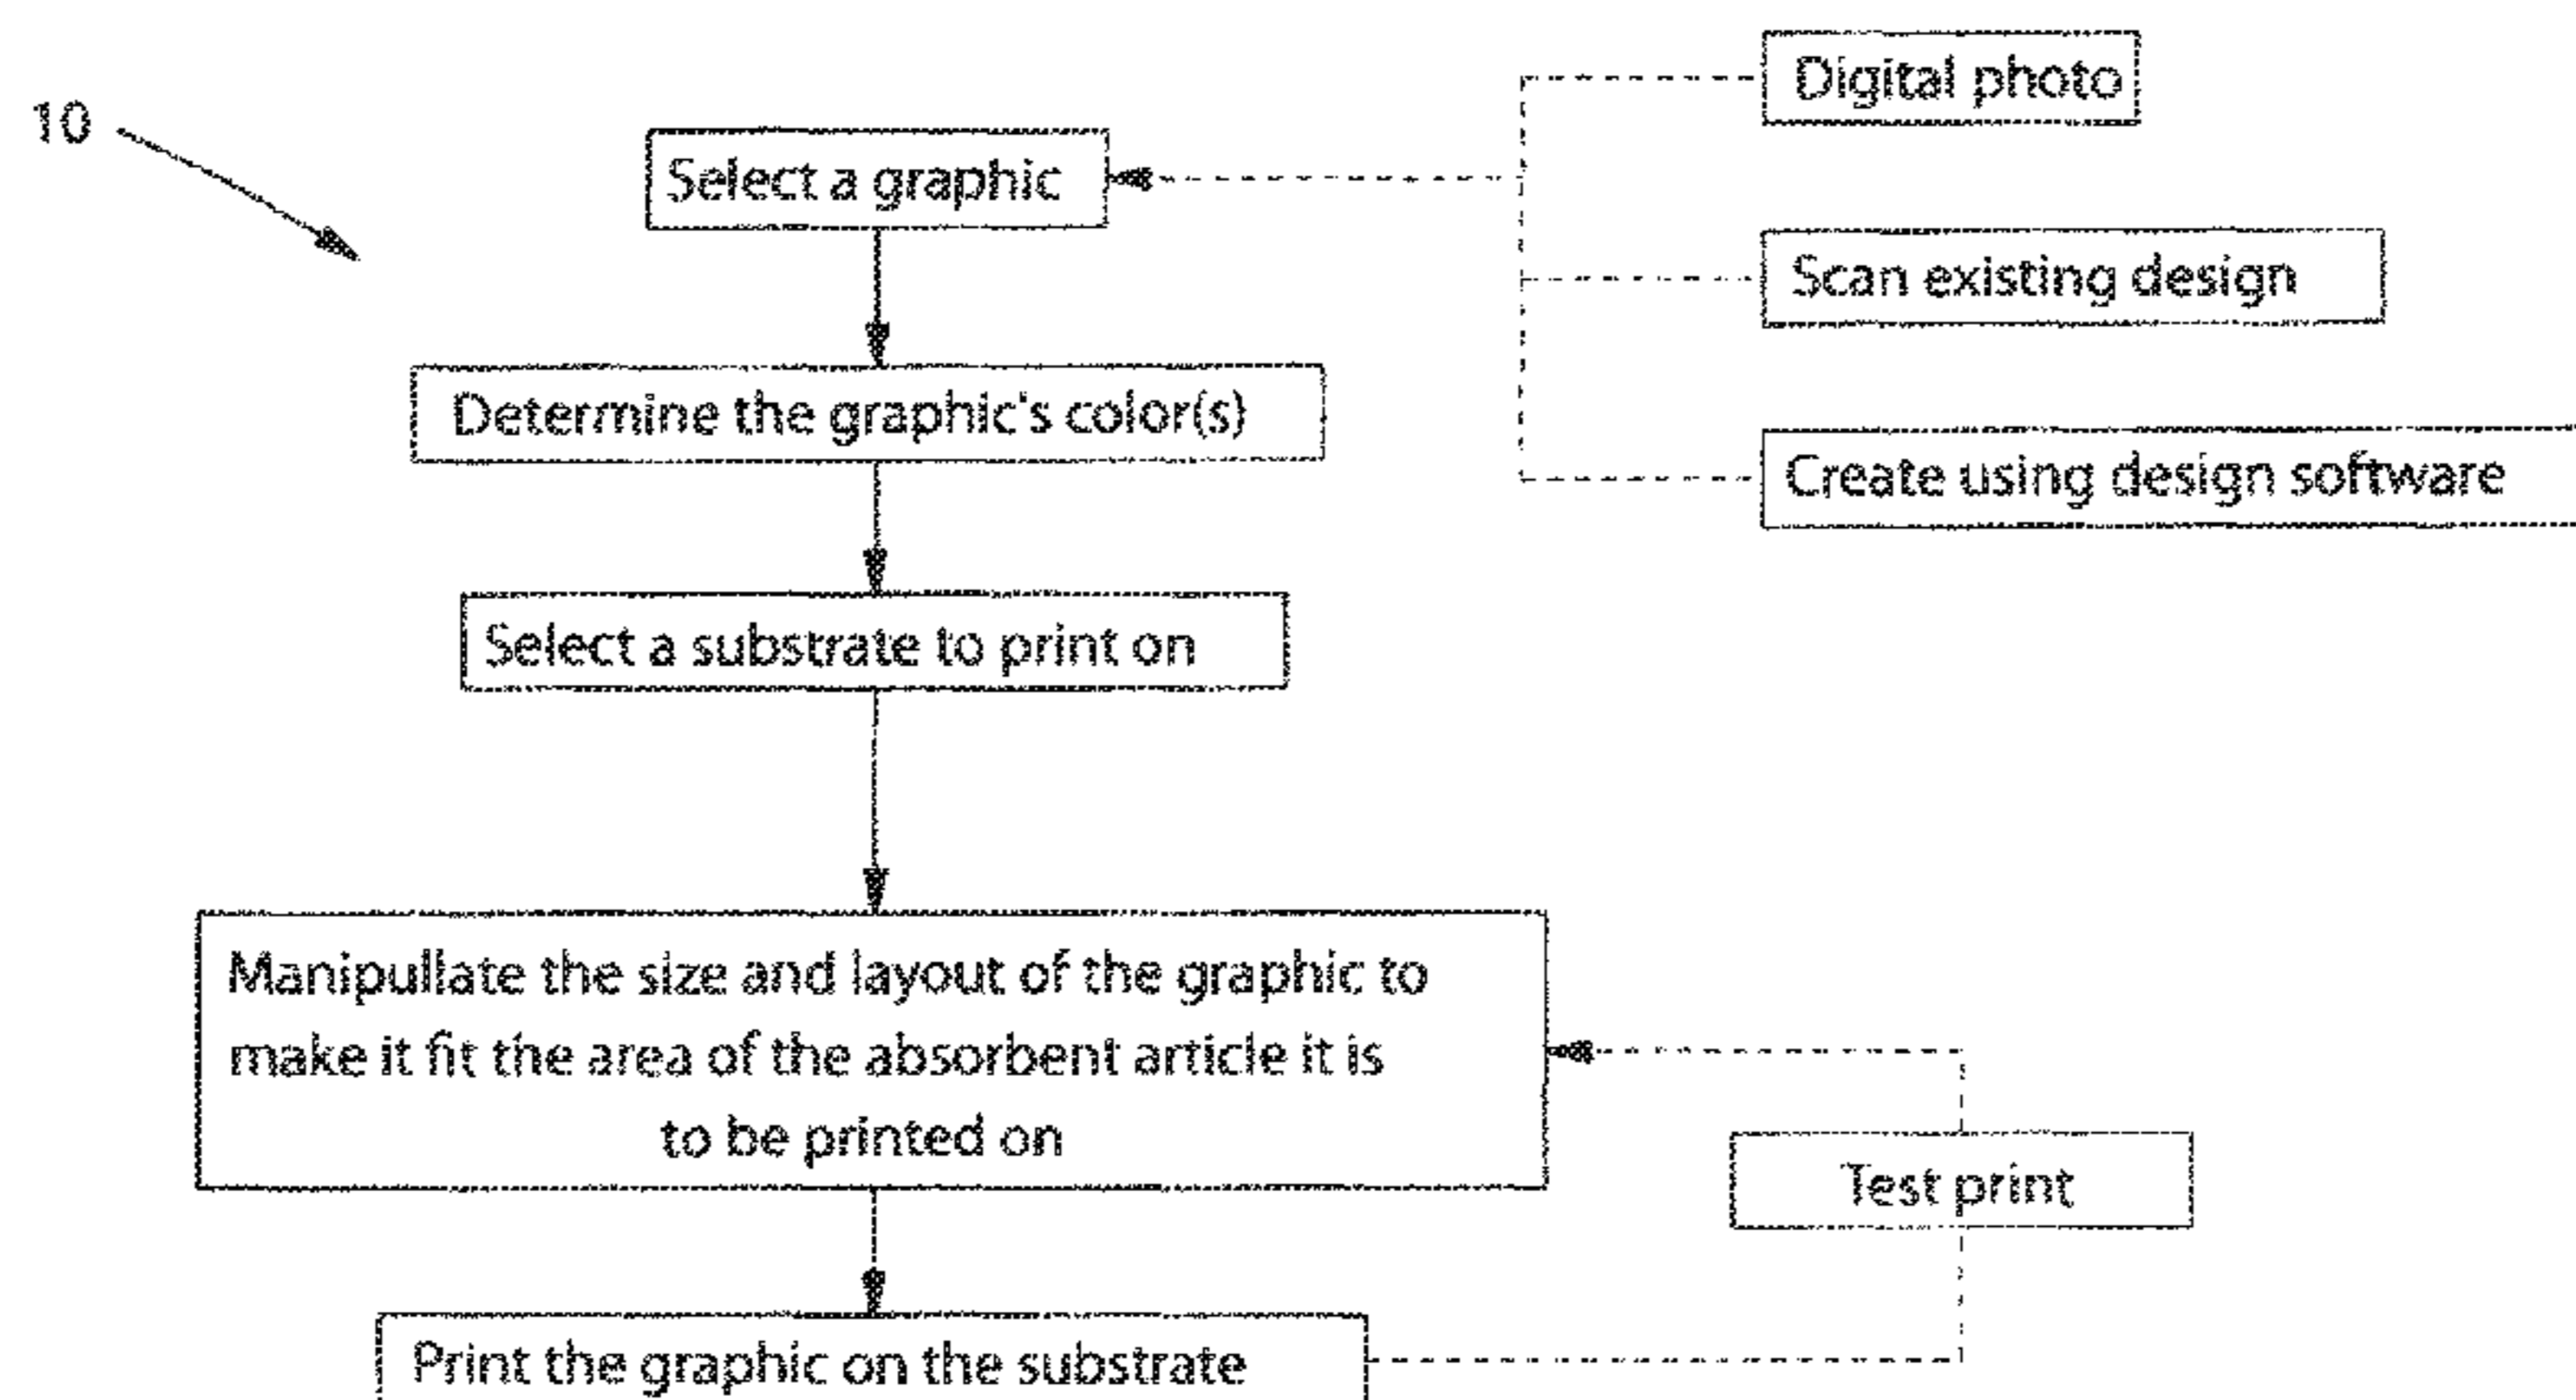 10
Digital photo
Select a graphic
Scan existing design
Determine the graphic's color(s)
Create using design software
Select a substrate to print on
Manipullate the size and layout of the graphic to
make it fit the area of the absorbent article it is
to be printed on
Test print
Print the graphic on the substrate